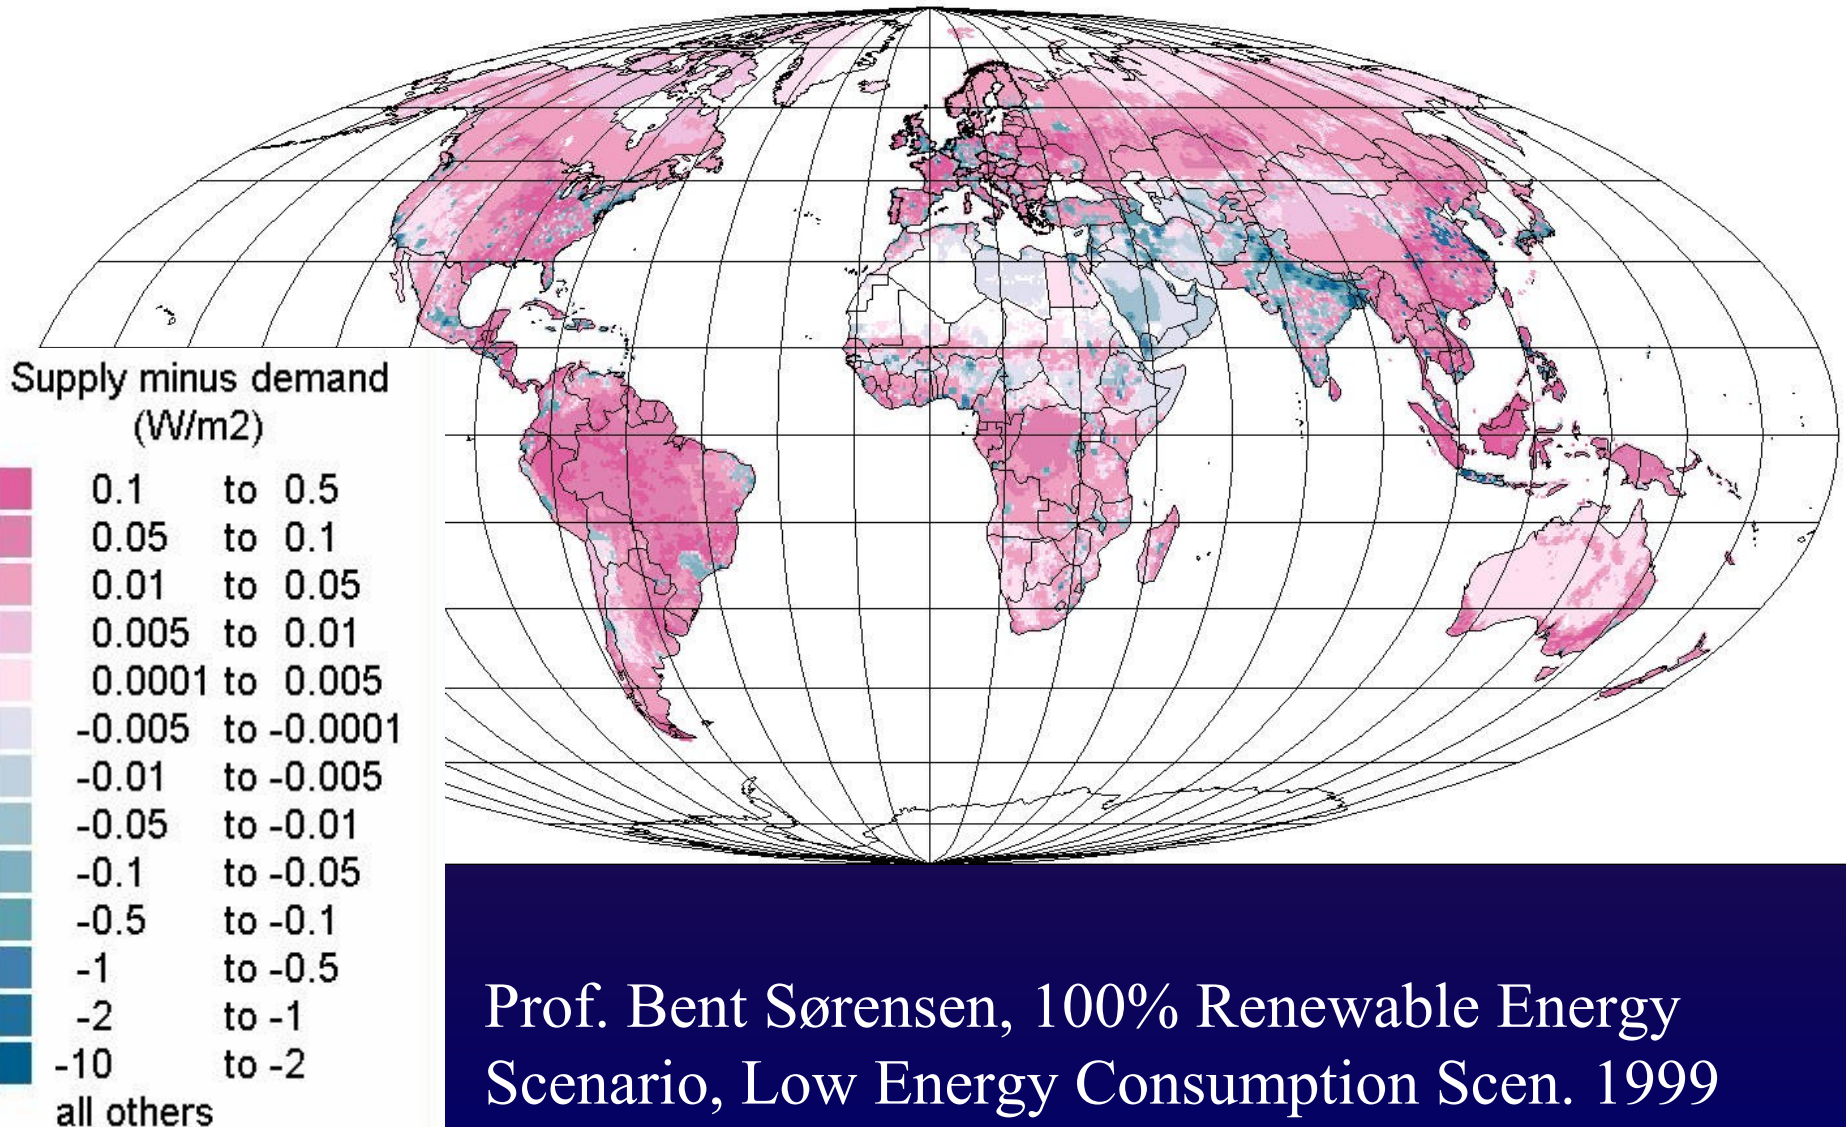 Supply minus demand
(W/m2)
0.1 to 0.5
0.05 to 0.1
0.01 to 0.05
0.005 to 0.01
0.0001 to 0.005
-0.005 to -0.0001
-0.01 to -0.005
-0.05 to -0.01
-0.1 to -0.05
-0.5 to -0.1
-1 to -0.5
-2 to -1
-10 to -2
all others
Prof. Bent Sørensen, 100% Renewable Energy
Scenario, Low Energy Consumption Scen. 1999